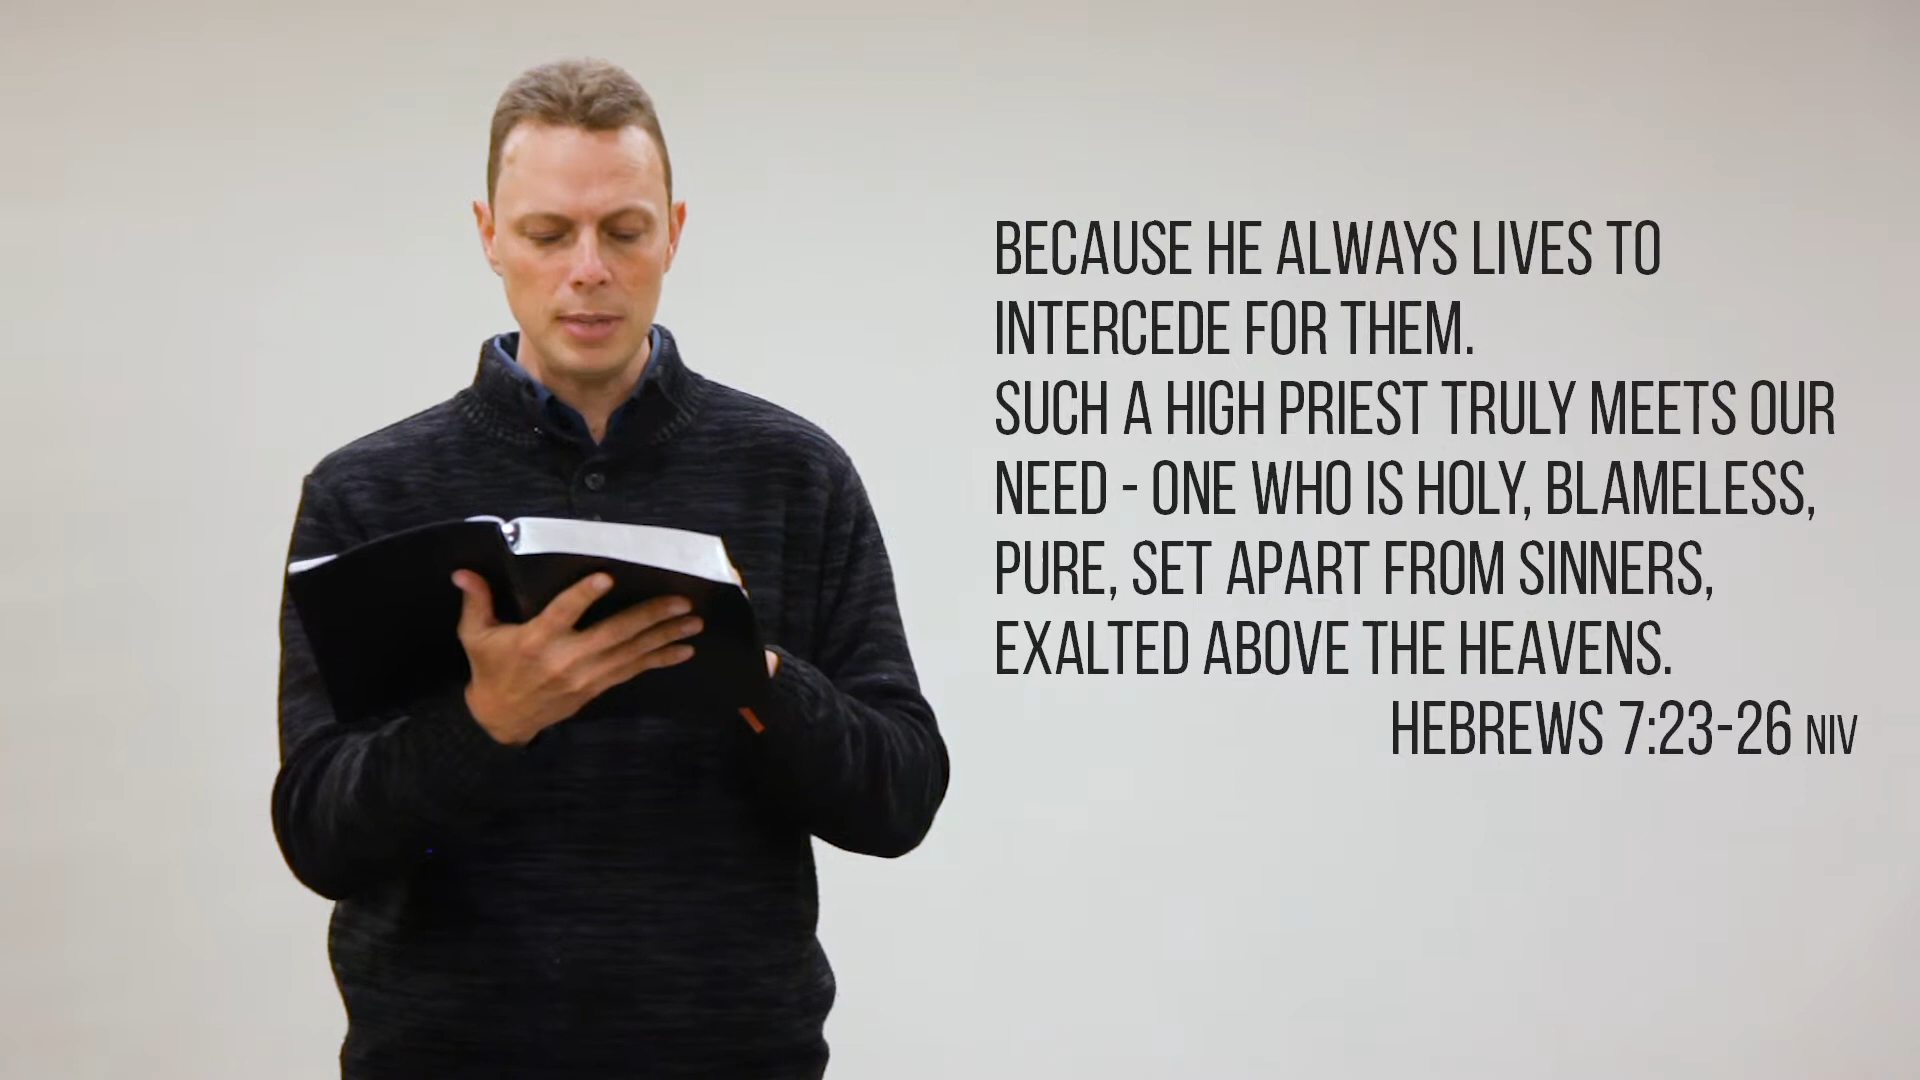 BECAUSE HE ALWAYS LIVES TO
INTERCEDE FOR THEM.
SUCH A HIGH PRIEST TRULY MEETS OUR
NEED - ONE WHO IS HOLY, BLAMELESS,
PURE, SET APART FROM SINNERS,
EXALTED ABOVE THE HEAVENS.
HEBREWS 7:23-26 NIV